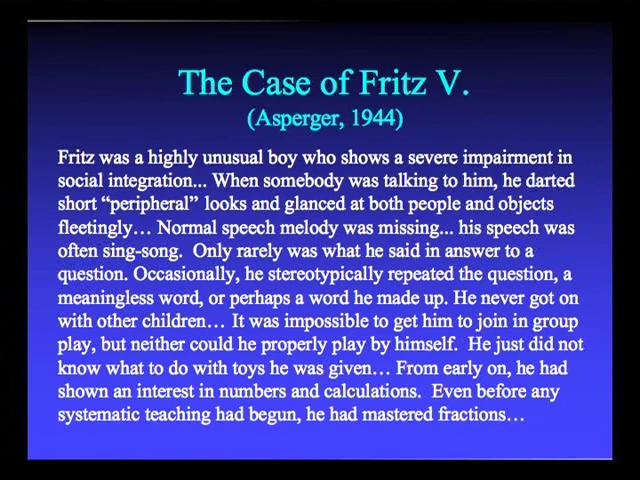 The Case of Fritz V.
(Asperger, 1944)
Fritz was a highly unusual boy who shows a severe impairment in
social integration... When somebody was talking to him, he darted
short “peripheral” looks and glanced at both people and objects
fleetingly… Normal speech melody was missing... his speech was
often sing-song.  Only rarely was what he said in answer to a
question. Occasionally, he stereotypically repeated the question, a
meaningless word, or perhaps a word he made up. He never got on
with other children… It was impossible to get him to join in group
play, but neither could he properly play by himself.  He just did not
know what to do with toys he was given… From early on, he had
shown an interest in numbers and calculations.  Even before any
systematic teaching had begun, he had mastered fractions…